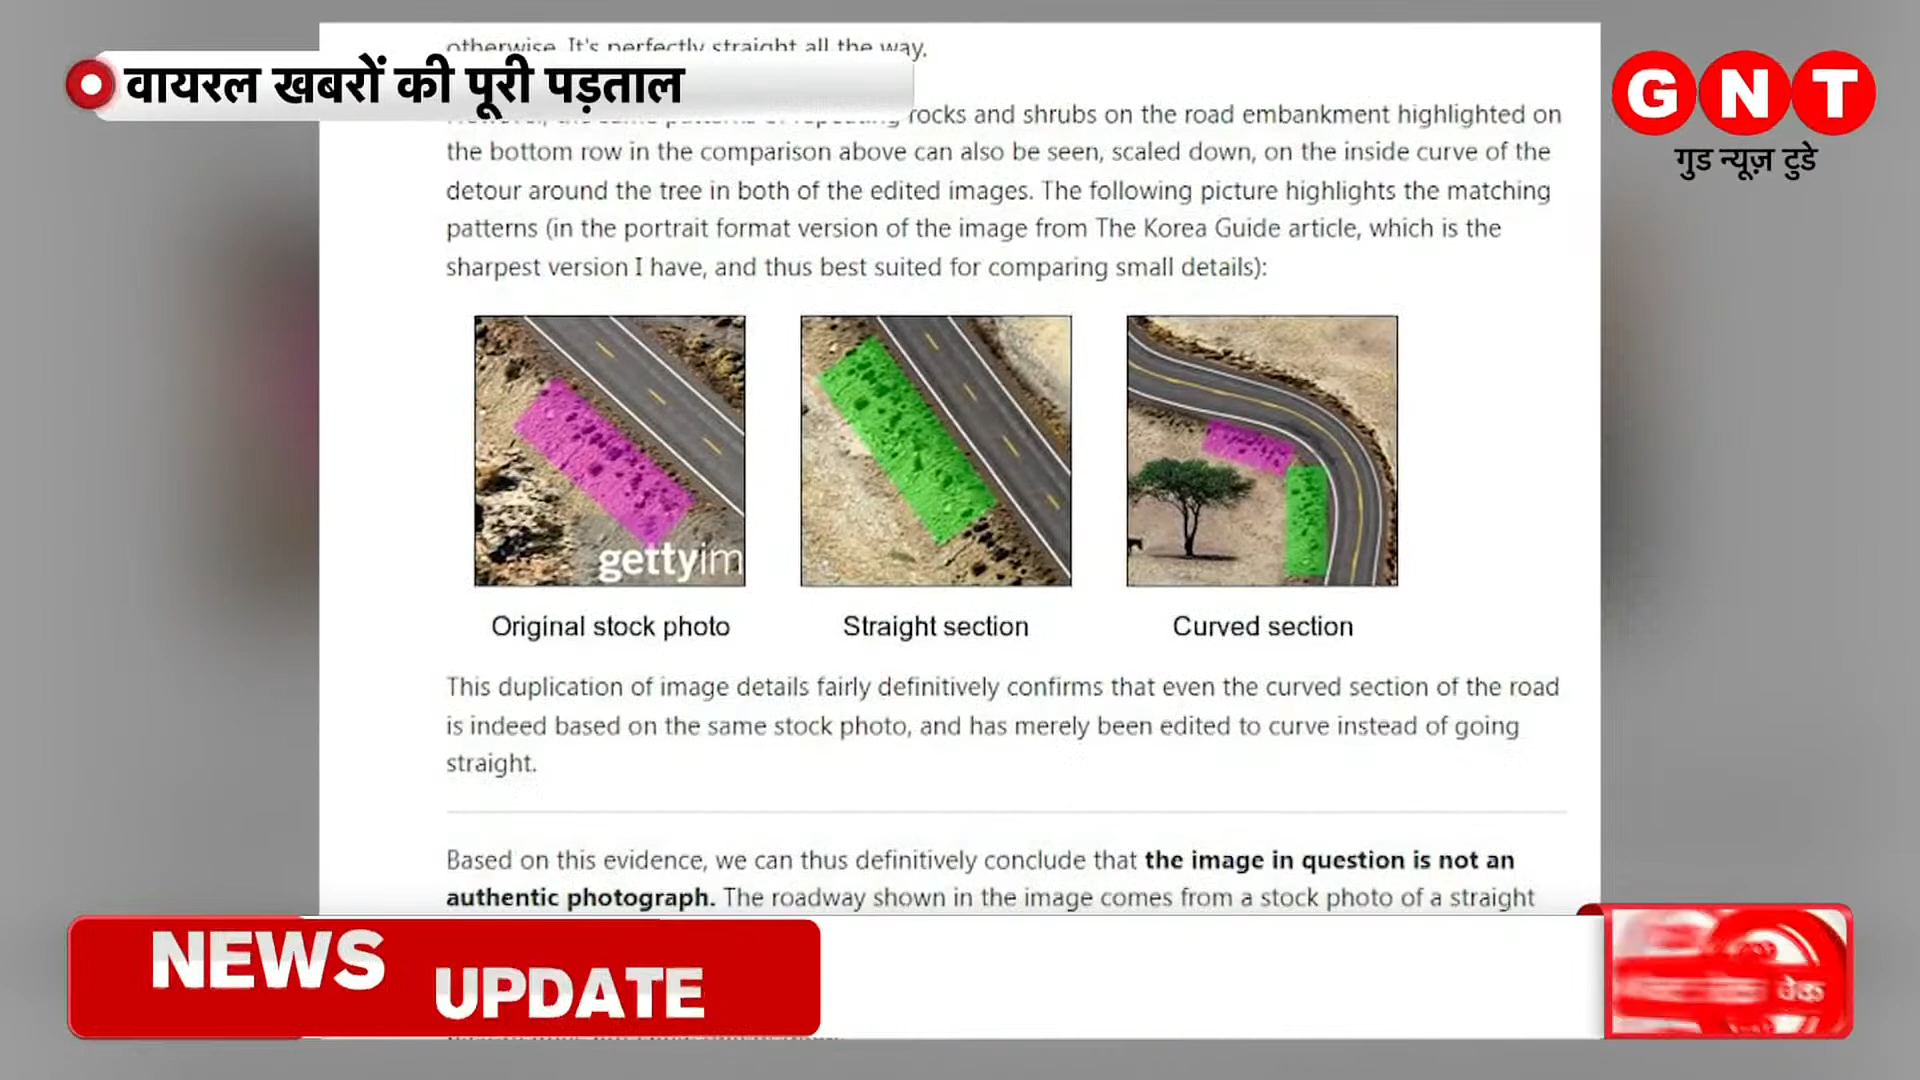 otherwise. It's perfectly straight all the way.
वायरल खबरों की पूरी पड़ताल
GNT
गुड न्यूज़ टुडे
rocks and shrubs on the road embankment highlighted on
the bottom row in the comparison above can also be seen, scaled down, on the inside curve of the
detour around the tree in both of the edited images. The following picture highlights the matching
patterns (in the portrait format version of the image from The Korea Guide article, which is the
sharpest version I have, and thus best suited for comparing small details):
gettyim
Original stock photo
Straight section
Curved section
This duplication of image details fairly definitively confirms that even the curved section of the road
is indeed based on the same stock photo, and has merely been edited to curve instead of going
straight.
Based on this evidence, we can thus definitively conclude that the image in question is not an
authentic photograph. The roadway shown in the image comes from a stock photo of a straight
NEWS
UPDATE